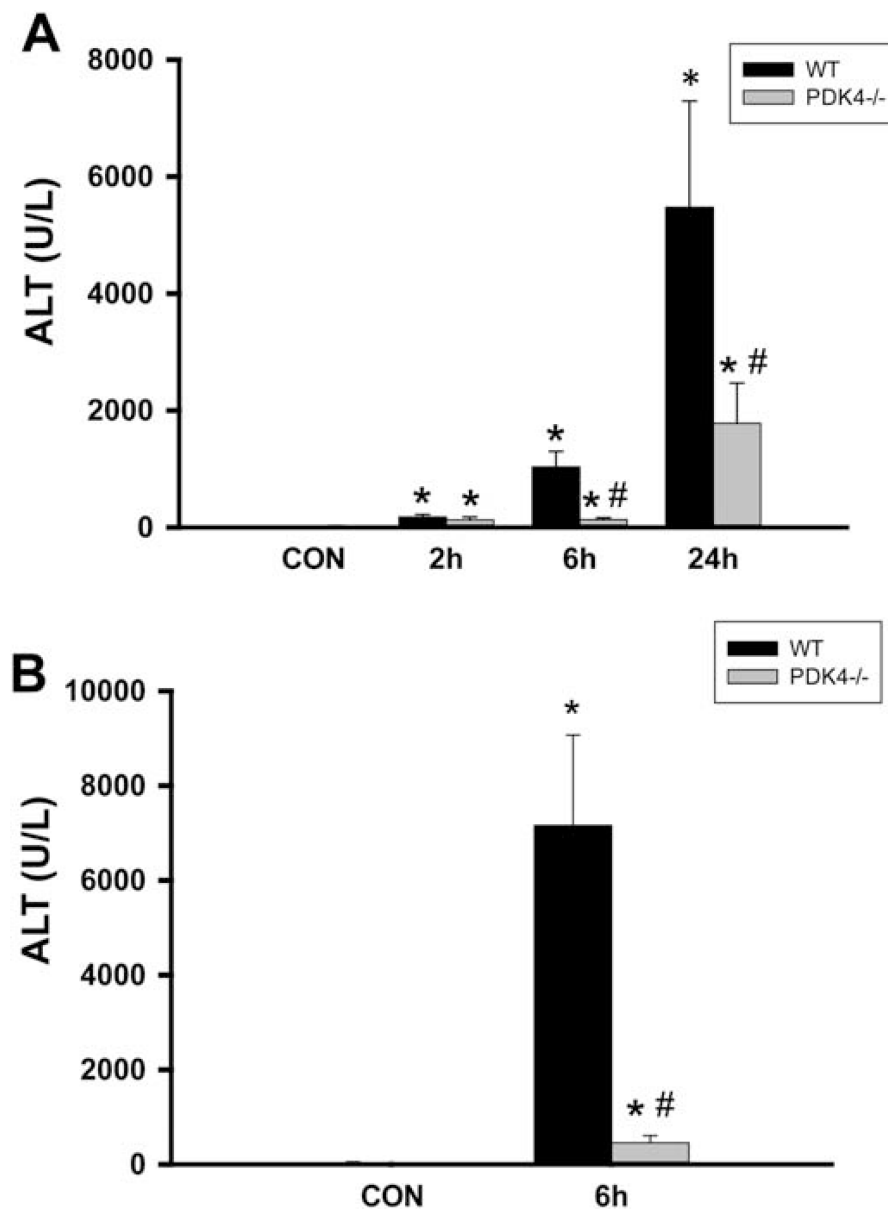 A
WT
PDK4-/-
ALT (U/L)
8000
6000
4000
2000
0
*
* *
*
* #
*
* #
CON 2h 6h 24h
B
WT
PDK4-/-
ALT (U/L)
10000
8000
6000
4000
2000
0
*
* #
CON 6h